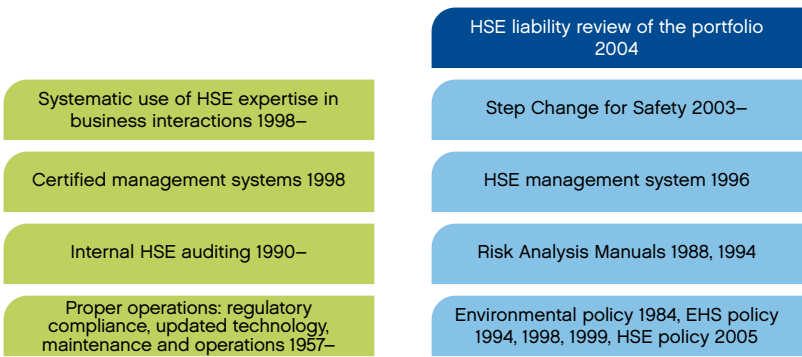 HSE liability review of the portfolio
2004
Systematic use of HSE expertise in
business interactions 1998–
Step Change for Safety 2003–
Certified management systems 1998
HSE management system 1996
Internal HSE auditing 1990–
Risk Analysis Manuals 1988, 1994
Proper operations: regulatory
compliance, updated technology,
maintenance and operations 1957–
Environmental policy 1984, EHS policy
1994, 1998, 1999, HSE policy 2005